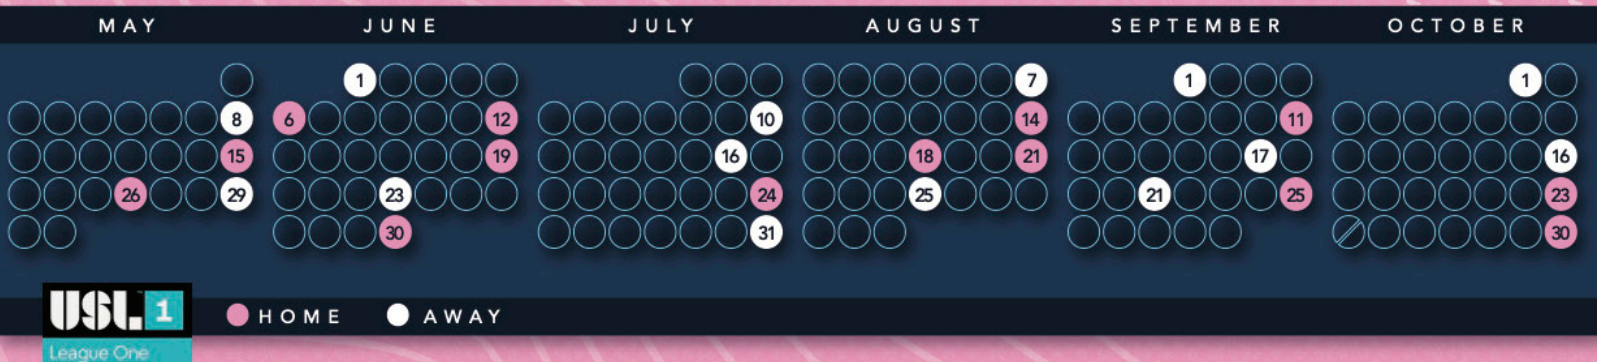 MAY JUNE JULY AUGUST SEPTEMBER OCTOBER
1 7 1 1
8 6 12 10 14 11
15 19 16 18 21 17 16
26 29 23 24 25 21 25 23
30 31 30
USL 1 HOME AWAY
League One